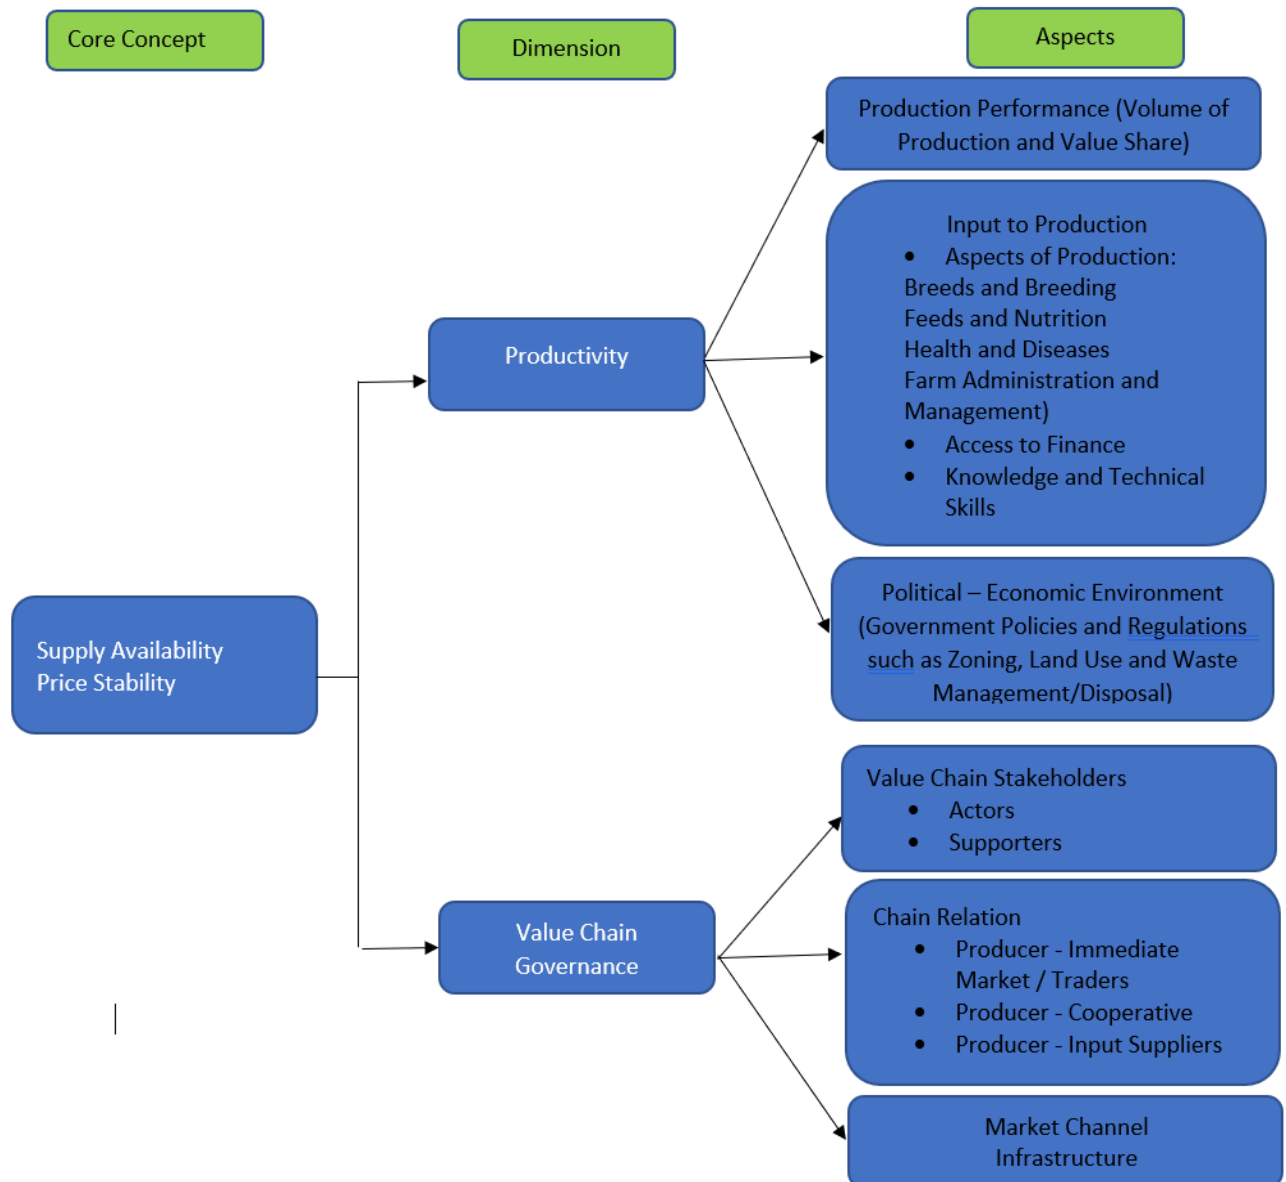 Core Concept
Dimension
Aspects
Production Performance (Volume of
Production and Value Share)
Input to Production
• Aspects of Production:
Breeds and Breeding
Feeds and Nutrition
Health and Diseases
Farm Administration and
Management)
• Access to Finance
• Knowledge and Technical
Skills
Productivity
Political – Economic Environment
(Government Policies and Regulations
such as Zoning, Land Use and Waste
Management/Disposal)
Supply Availability
Price Stability
Value Chain Stakeholders
• Actors
• Supporters
Value Chain
Governance
Chain Relation
• Producer - Immediate
Market / Traders
• Producer - Cooperative
• Producer - Input Suppliers
Market Channel
Infrastructure